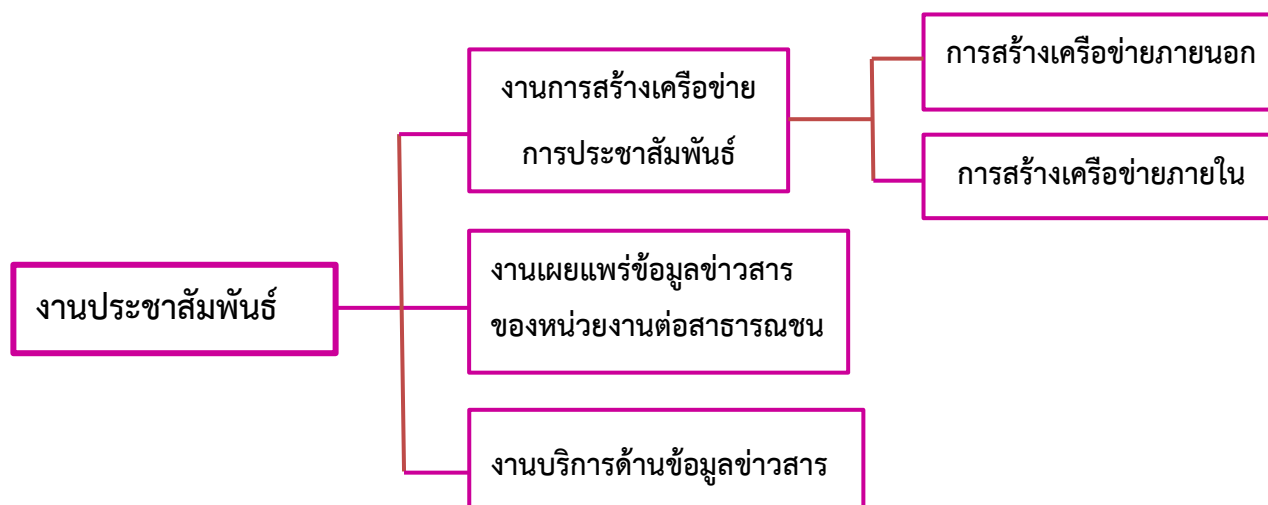 งานประชาสัมพันธ์
งานการสร้างเครือข่าย
การประชาสัมพันธ์
การสร้างเครือข่ายภายนอก
การสร้างเครือข่ายภายใน
งานเผยแพร่ข้อมูลข่าวสาร
ของหน่วยงานต่อสาธารณชน
งานบริการด้านข้อมูลข่าวสาร